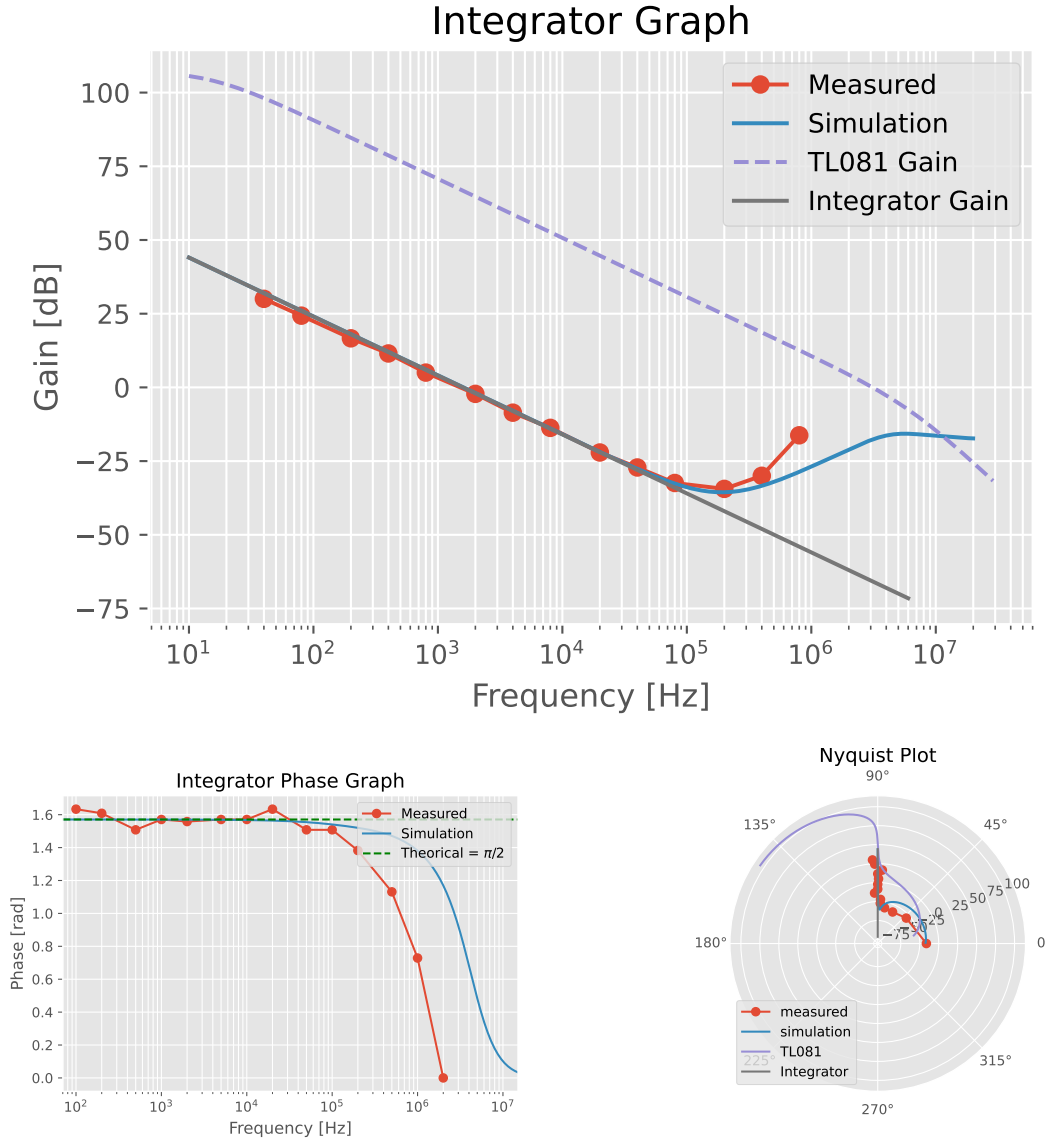 Integrator Graph
Gain [dB]
100
75
50
25
0
−25
−50
−75
Measured
Simulation
TL081 Gain
Integrator Gain
10^1 10^2 10^3 10^4 10^5 10^6 10^7
Frequency [Hz]
Integrator Phase Graph
Phase [rad]
1.6
1.4
1.2
1.0
0.8
0.6
0.4
0.2
0.0
Measured
Simulation
Theorical = π/2
10^2 10^3 10^4 10^5 10^6 10^7
Frequency [Hz]
Nyquist Plot
90°
135° 45°
−75 −25 0 25 50 75 100
180° 0
measured
simulation
TL081
Integrator
225° 315°
270°